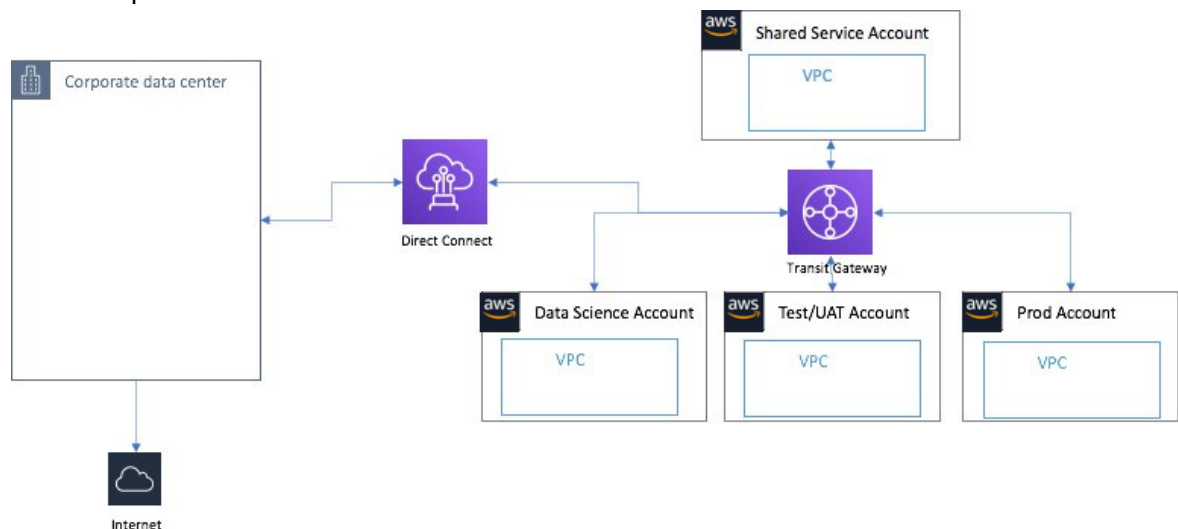 aws
Shared Service Account
VPC
Corporate data center
Direct Connect
Transit Gateway
aws
Data Science Account
VPC
aws
Test/UAT Account
VPC
aws
Prod Account
VPC
Internet